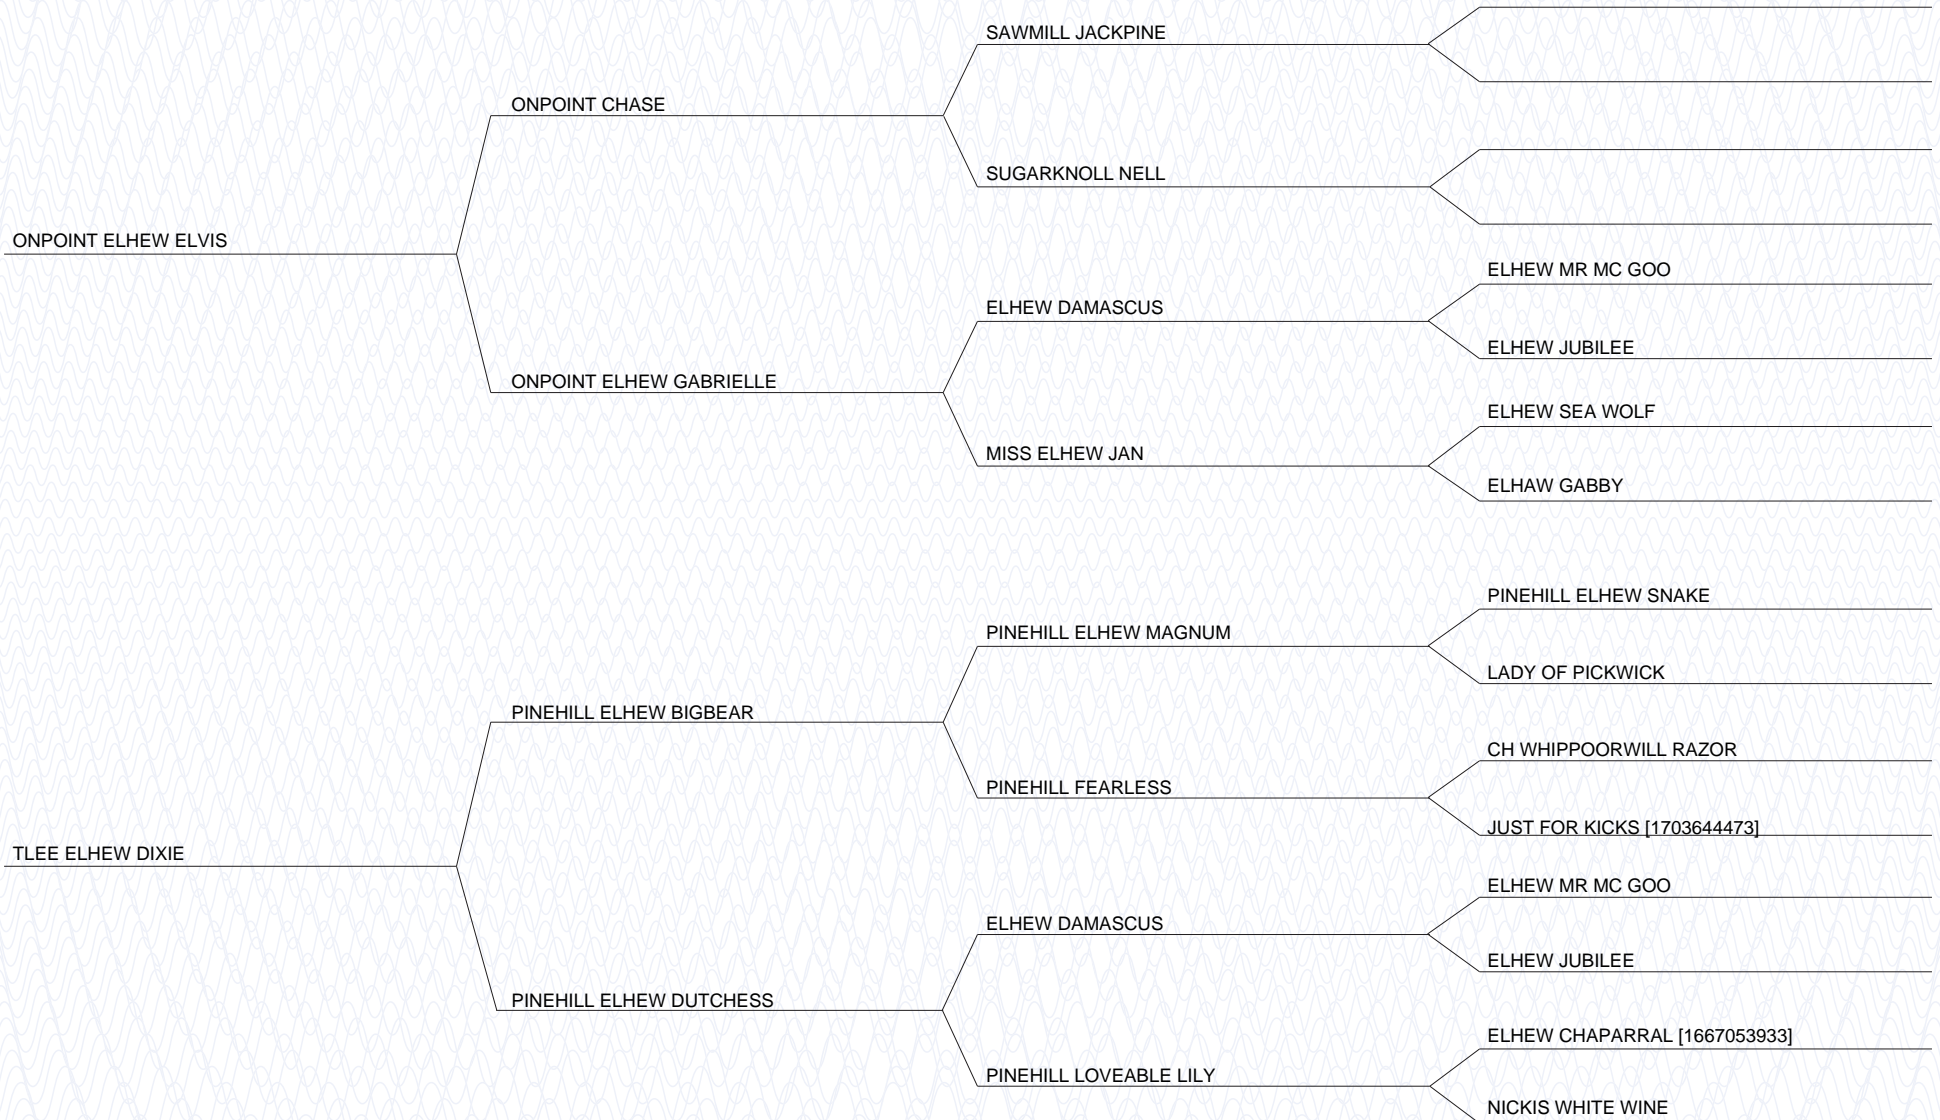 SAWMILL JACKPINE
ONPOINT CHASE
SUGARKNOLL NELL
ONPOINT ELHEW ELVIS
ELHEW MR MC GOO
ELHEW DAMASCUS
ELHEW JUBILEE
ONPOINT ELHEW GABRIELLE
ELHEW SEA WOLF
MISS ELHEW JAN
ELHAW GABBY
PINEHILL ELHEW SNAKE
PINEHILL ELHEW MAGNUM
LADY OF PICKWICK
PINEHILL ELHEW BIGBEAR
CH WHIPPOORWILL RAZOR
PINEHILL FEARLESS
JUST FOR KICKS [1703644473]
TLEE ELHEW DIXIE
ELHEW MR MC GOO
ELHEW DAMASCUS
ELHEW JUBILEE
PINEHILL ELHEW DUTCHESS
ELHEW CHAPARRAL [1667053933]
PINEHILL LOVEABLE LILY
NICKIS WHITE WINE